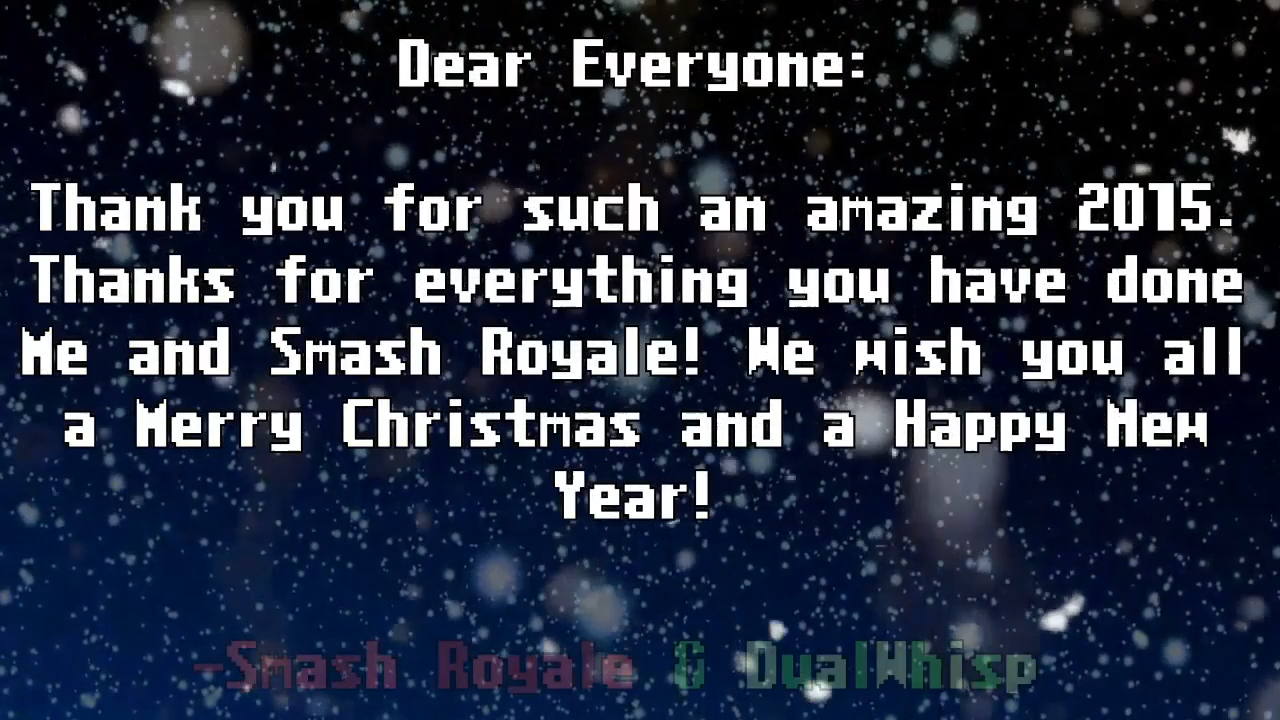 Dear Everyone:
Thank you for such an amazing 2015.
Thanks for everything you have done
Me and Smash Royale! We wish you all
a Merry Christmas and a Happy New
Year!
-Smash Royale & DualWhisp